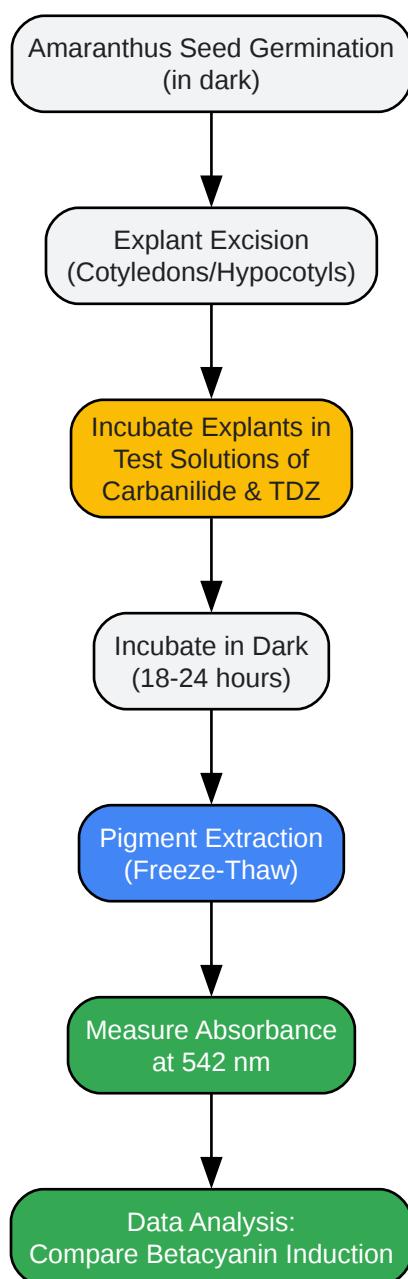 Amaranthus Seed Germination
(in dark)
Explant Excision
(Cotyledons/Hypocotyls)
Incubate Explants in
Test Solutions of
Carbanilide & TDZ
Incubate in Dark
(18-24 hours)
Pigment Extraction
(Freeze-Thaw)
Measure Absorbance
at 542 nm
Data Analysis:
Compare Betacyanin Induction